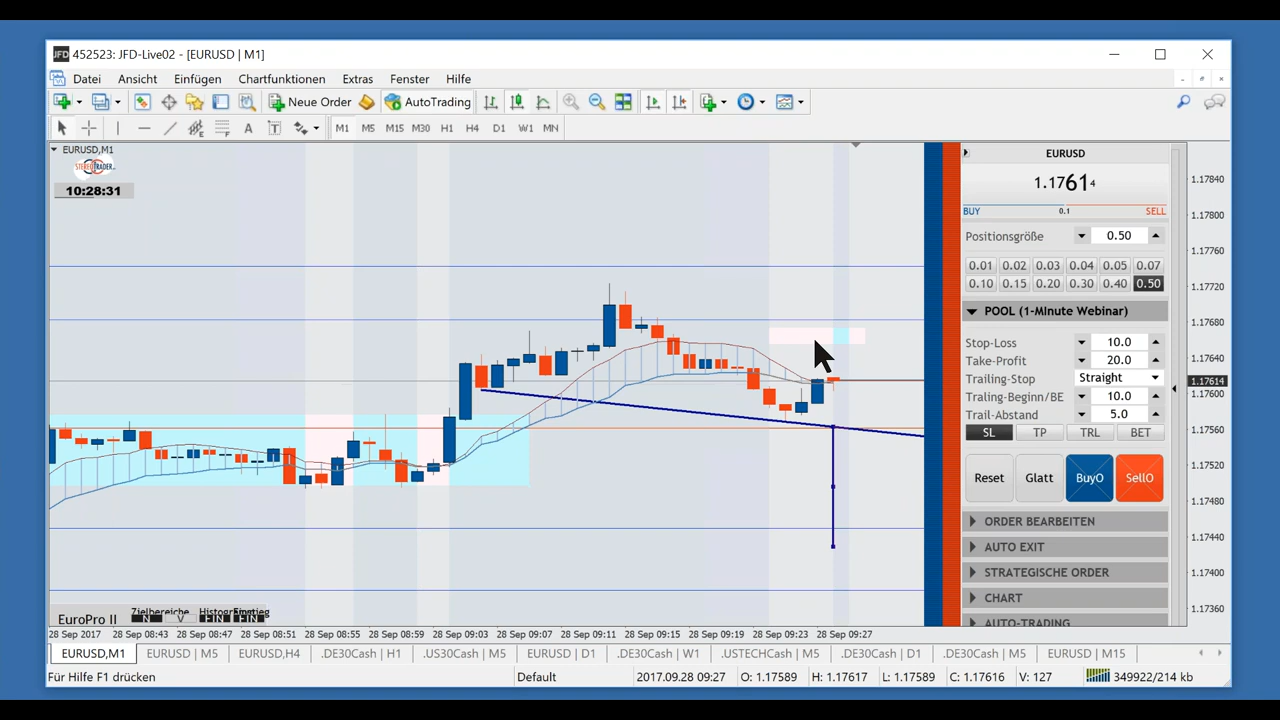 JFD 452523: JFD-Live02 - [EURUSD | M1]
Datei Ansicht Einfügen Chartfunktionen Extras Fenster Hilfe
Neue Order AutoTrading
A T E F M1 M5 M15 M30 H1 H4 D1 W1 MN
EURUSD,M1
STEREOTRADER
10:28:31
EURUSD
1.17614
BUY 0.1 SELL
Positionsgröße 0.50
0.01 0.02 0.03 0.04 0.05 0.07
0.10 0.15 0.20 0.30 0.40 0.50
POOL (1-Minute Webinar)
Stop-Loss 10.0
Take-Profit 20.0
Trailing-Stop Straight
Traling-Beginn/BE 10.0
Trail-Abstand 5.0
SL TP TRL BET
Reset Glatt BuyO SellO
ORDER BEARBEITEN
AUTO EXIT
STRATEGISCHE ORDER
CHART
AUTO-TRADING
1.17840
1.17800
1.17760
1.17720
1.17680
1.17640
1.17614
1.17600
1.17560
1.17520
1.17480
1.17440
1.17400
1.17360
EuroPro II Zielbereiche
N V EIN EIN
28 Sep 2017 28 Sep 08:43 28 Sep 08:47 28 Sep 08:51 28 Sep 08:55 28 Sep 08:59 28 Sep 09:03 28 Sep 09:07 28 Sep 09:11 28 Sep 09:15 28 Sep 09:19 28 Sep 09:23 28 Sep 09:27
EURUSD,M1 EURUSD | M5 EURUSD,H4 .DE30Cash | H1 .US30Cash | M5 EURUSD | D1 .DE30Cash | W1 .USTECHCash | M5 .DE30Cash | D1 .DE30Cash | M5 EURUSD | M15
Für Hilfe F1 drücken Default 2017.09.28 09:27 O: 1.17589 H: 1.17617 L: 1.17589 C: 1.17616 V: 127 349922/214 kb